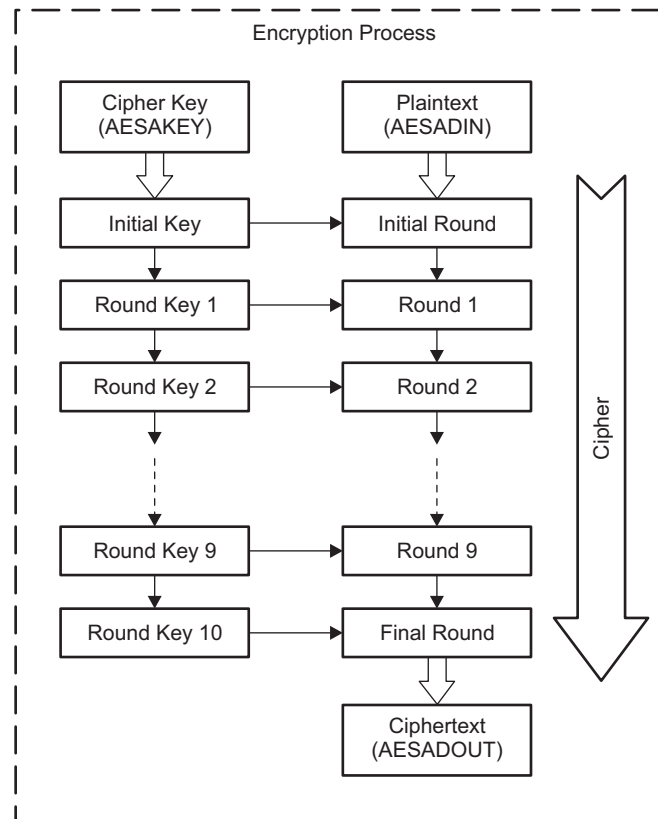 Encryption Process
Cipher Key
(AESAKEY)
Plaintext
(AESADIN)
Initial Key
Initial Round
Round Key 1
Round 1
Round Key 2
Round 2
Cipher
Round Key 9
Round 9
Round Key 10
Final Round
Ciphertext
(AESADOUT)